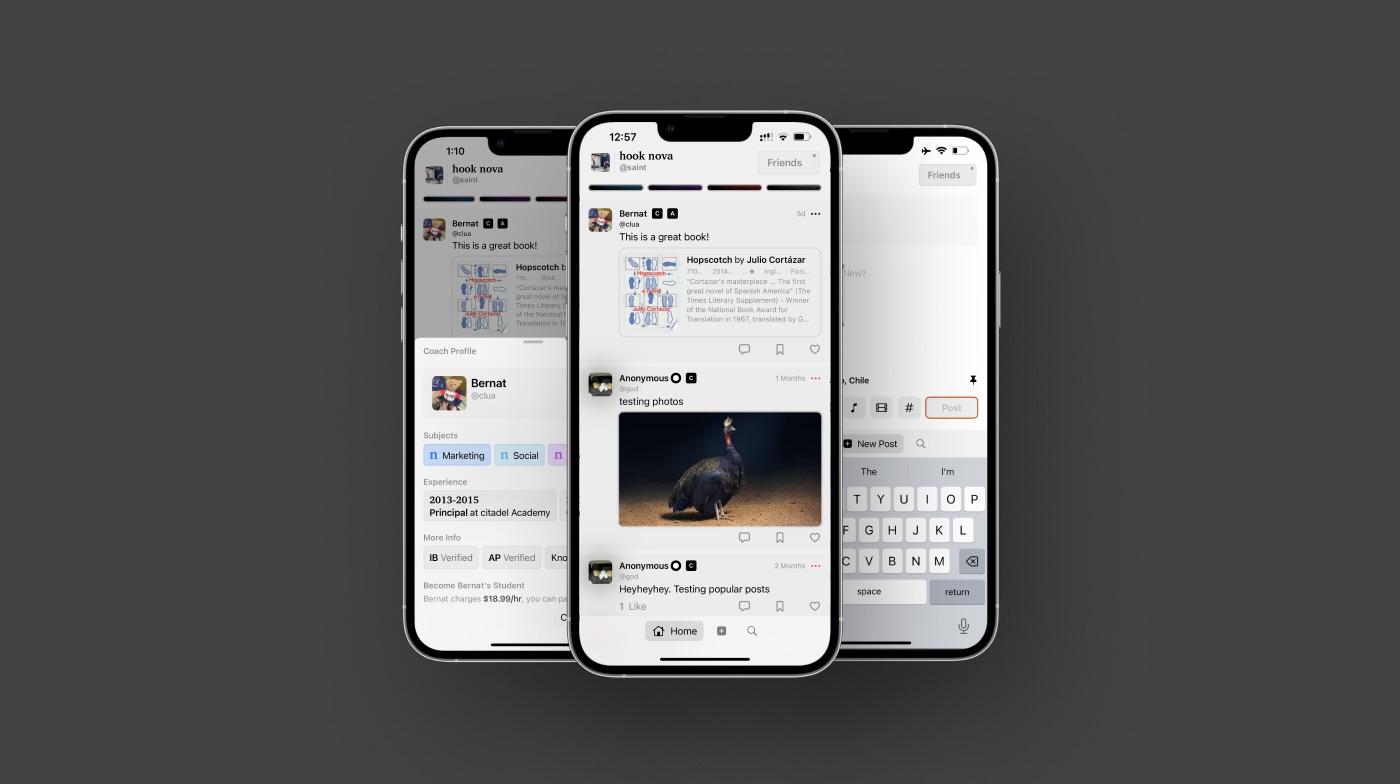 1:10
hook nova
@saint
Bernat C A
@clua
This is a great book!
Hopscotch b
"Cortazar's mast
great novel of S
Times Literary
of the National
Translation in 1
Coach Profile
Bernat
@clua
Subjects
n Marketing
n Social
n
Experience
2013-2015
Principal at citadel Academy
More Info
IB Verified
AP Verified
Kno
Become Bernat's Student
Bernat charges $18.99/hr, you can pa
C
12:57
hook nova
@saint
Friends
Bernat C A
5d
@clua
This is a great book!
Hopscotch
a novel
Julio Cortázar
Hopscotch by Julio Cortázar
710... 2014... ...★ Ingl... Ficti...
"Cortazar's masterpiece ... The first
great novel of Spanish America" (The
Times Literary Supplement) • Winner
of the National Book Award for
Translation in 1967, translated by G...
Anonymous C
1 Months
@god
testing photos
Anonymous C
2 Months
@god
Heyheyhey. Testing popular posts
1 Like
Home
Friends
New?
o, Chile
#
Post
New Post
The
I'm
T Y U I O P
F G H J K L
C V B N M
space
return